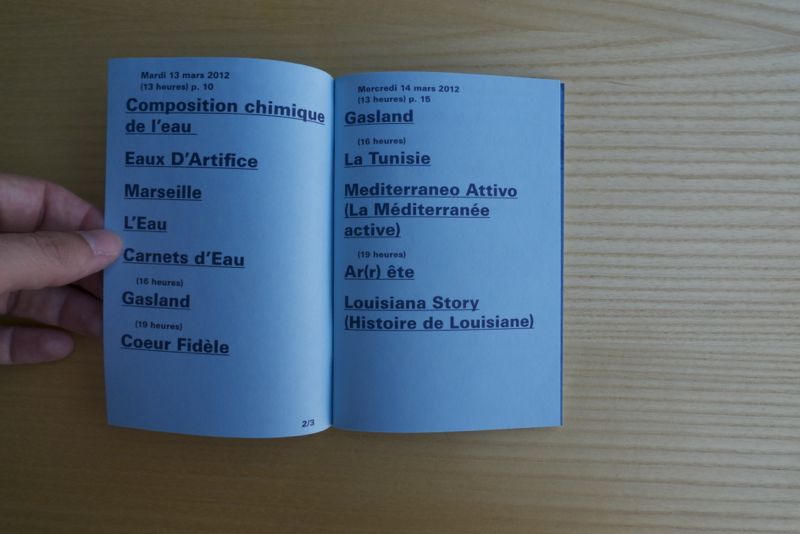 Mardi 13 mars 2012
(13 heures) p. 10
Composition chimique
de l'eau
Eaux D'Artifice
Marseille
L'Eau
Carnets d'Eau
(16 heures)
Gasland
(19 heures)
Coeur Fidèle
2/3
Mercredi 14 mars 2012
(13 heures) p. 15
Gasland
(16 heures)
La Tunisie
Mediterraneo Attivo
(La Méditerranée
active)
(19 heures)
Ar(r) ête
Louisiana Story
(Histoire de Louisiane)